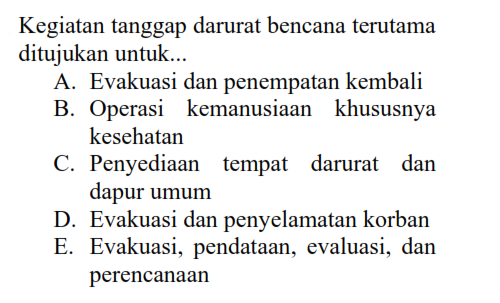 Kegiatan tanggap darurat bencana terutama
ditujukan untuk...
A. Evakuasi dan penempatan kembali
B. Operasi kemanusiaan khususnya
kesehatan
C. Penyediaan tempat darurat dan
dapur umum
D. Evakuasi dan penyelamatan korban
E. Evakuasi, pendataan, evaluasi, dan
perencanaan